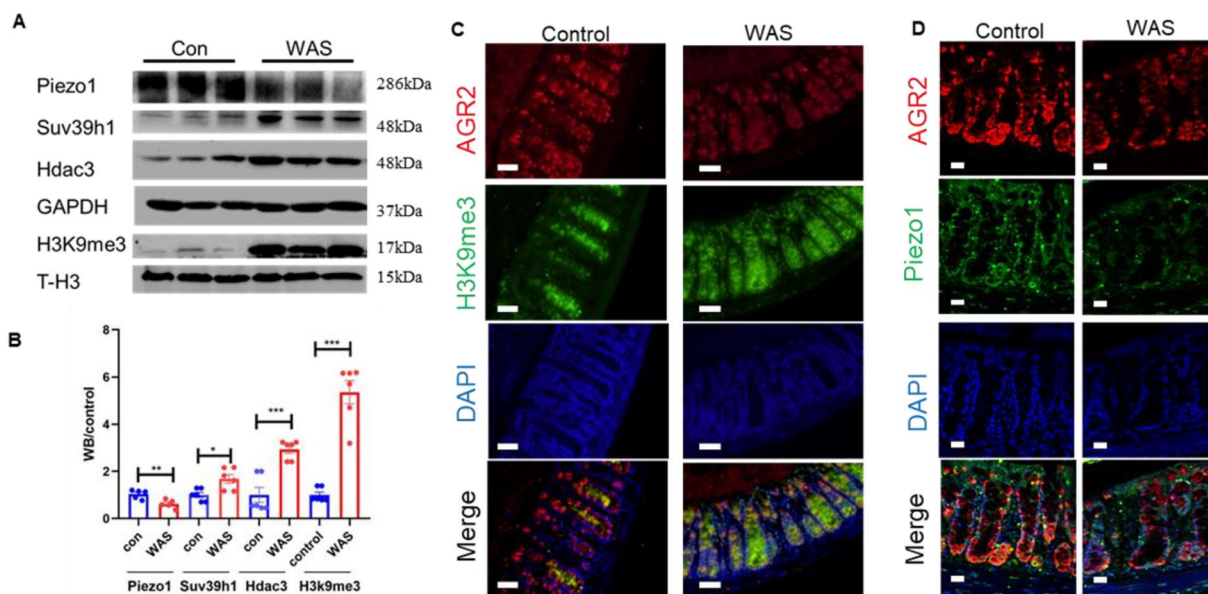 A
Con WAS
Piezo1 286kDa
Suv39h1 48kDa
Hdac3 48kDa
GAPDH 37kDa
H3K9me3 17kDa
T-H3 15kDa
B
WB/control
8
6
4
2
0
** * *** ***
con WAS con WAS con WAS control WAS
Piezo1 Suv39h1 Hdac3 H3k9me3
C
Control WAS
AGR2
H3K9me3
DAPI
Merge
D
Control WAS
AGR2
Piezo1
DAPI
Merge